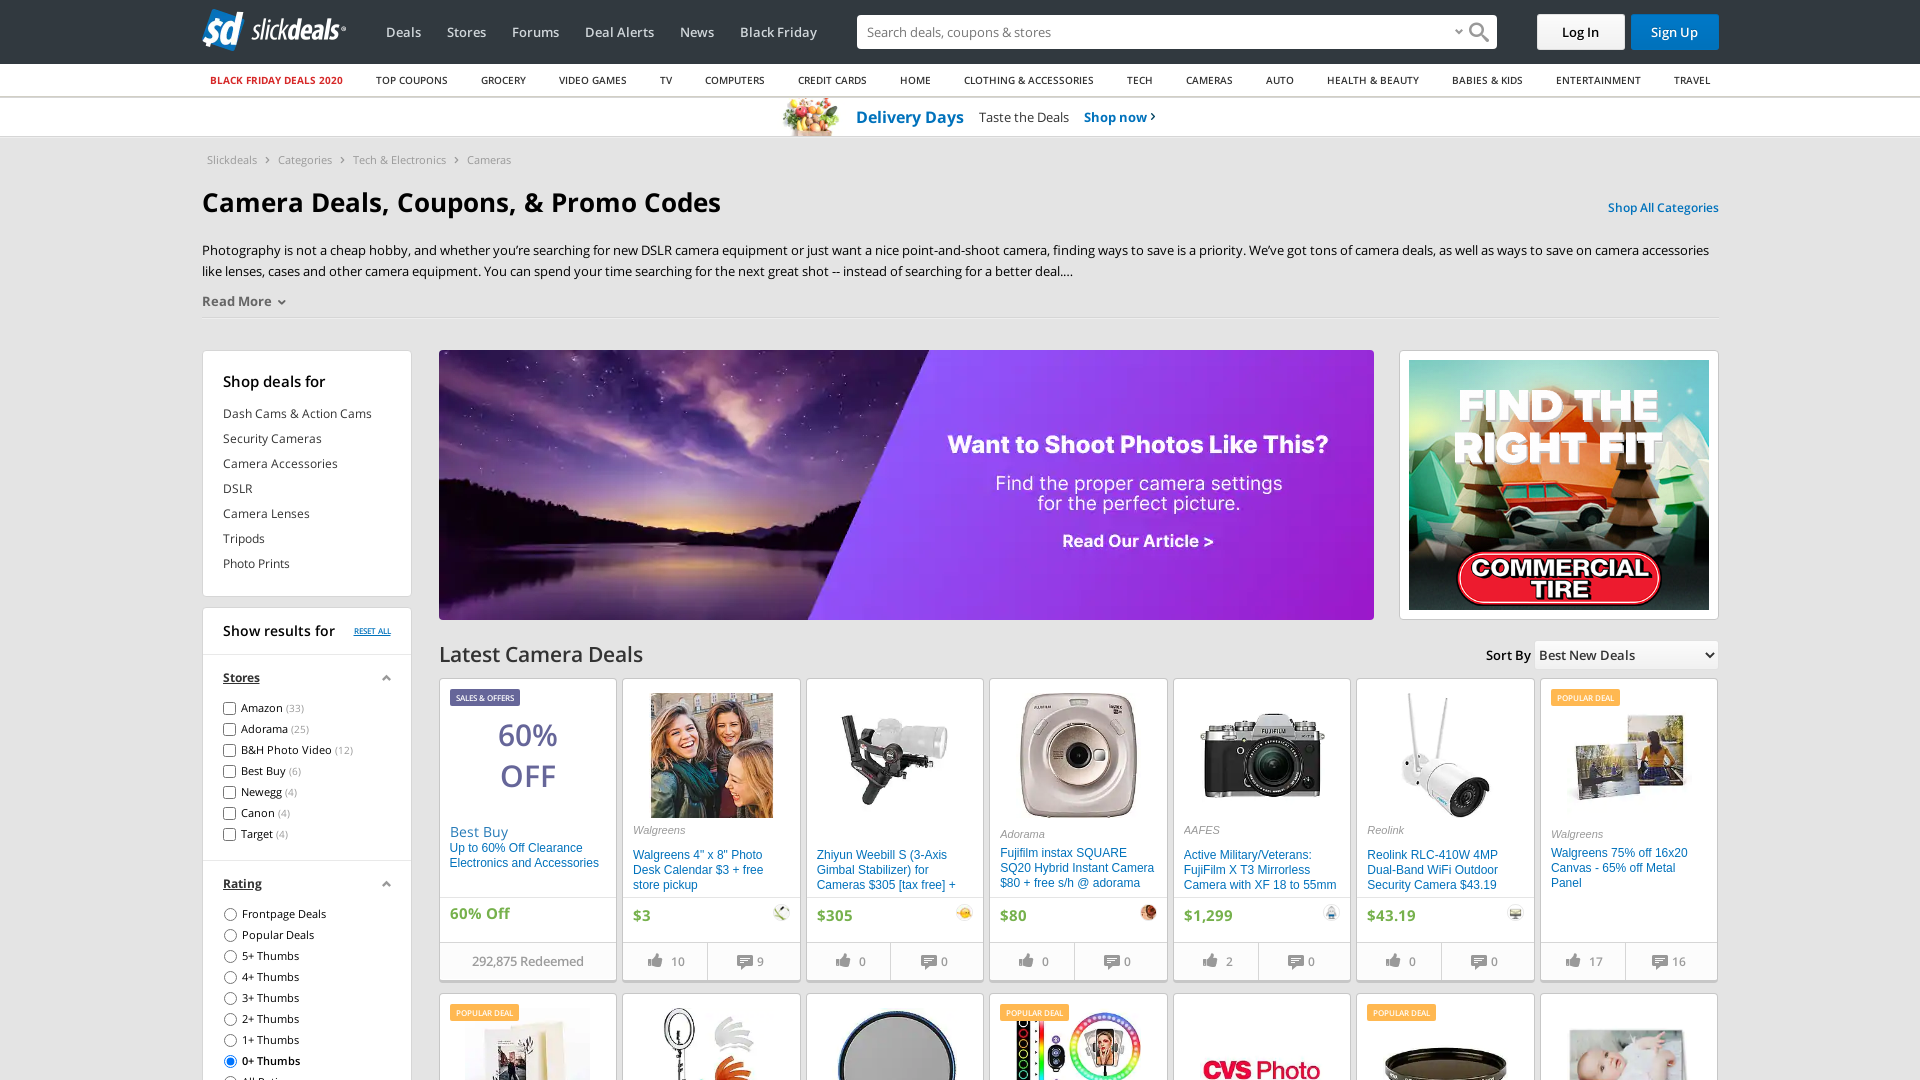 sd slickdeals
Deals
Stores
Forums
Deal Alerts
News
Black Friday
Search deals, coupons & stores
Log In
Sign Up
BLACK FRIDAY DEALS 2020
TOP COUPONS
GROCERY
VIDEO GAMES
TV
COMPUTERS
CREDIT CARDS
HOME
CLOTHING & ACCESSORIES
TECH
CAMERAS
AUTO
HEALTH & BEAUTY
BABIES & KIDS
ENTERTAINMENT
TRAVEL
Delivery Days Taste the Deals Shop now
Slickdeals > Categories > Tech & Electronics > Cameras
Camera Deals, Coupons, & Promo Codes
Shop All Categories
Photography is not a cheap hobby, and whether you’re searching for new DSLR camera equipment or just want a nice point-and-shoot camera, finding ways to save is a priority. We’ve got tons of camera deals, as well as ways to save on camera accessories
like lenses, cases and other camera equipment. You can spend your time searching for the next great shot -- instead of searching for a better deal.…
Read More
Shop deals for
Dash Cams & Action Cams
Security Cameras
Camera Accessories
DSLR
Camera Lenses
Tripods
Photo Prints
Want to Shoot Photos Like This?
Find the proper camera settings
for the perfect picture.
Read Our Article >
FIND THE
RIGHT FIT
COMMERCIAL
TIRE
Show results for
RESET ALL
Stores
Amazon (33)
Adorama (25)
B&H Photo Video (12)
Best Buy (6)
Newegg (4)
Canon (4)
Target (4)
Rating
Frontpage Deals
Popular Deals
5+ Thumbs
4+ Thumbs
3+ Thumbs
2+ Thumbs
1+ Thumbs
0+ Thumbs
Latest Camera Deals
Sort By
Best New Deals
SALES & OFFERS
60%
OFF
Best Buy
Up to 60% Off Clearance
Electronics and Accessories
60% Off
292,875 Redeemed
Walgreens
Walgreens 4" x 8" Photo
Desk Calendar $3 + free
store pickup
$3
10
9
Zhiyun Weebill S (3-Axis
Gimbal Stabilizer) for
Cameras $305 [tax free] +
$305
0
0
FUJIFILM
Adorama
Fujifilm instax SQUARE
SQ20 Hybrid Instant Camera
$80 + free s/h @ adorama
$80
0
0
FUJIFILM
AAFES
Active Military/Veterans:
FujiFilm X T3 Mirrorless
Camera with XF 18 to 55mm
$1,299
2
0
Reolink
Reolink RLC-410W 4MP
Dual-Band WiFi Outdoor
Security Camera $43.19
$43.19
0
0
POPULAR DEAL
Walgreens
Walgreens 75% off 16x20
Canvas - 65% off Metal
Panel
17
16
POPULAR DEAL
POPULAR DEAL
CVS Photo
POPULAR DEAL